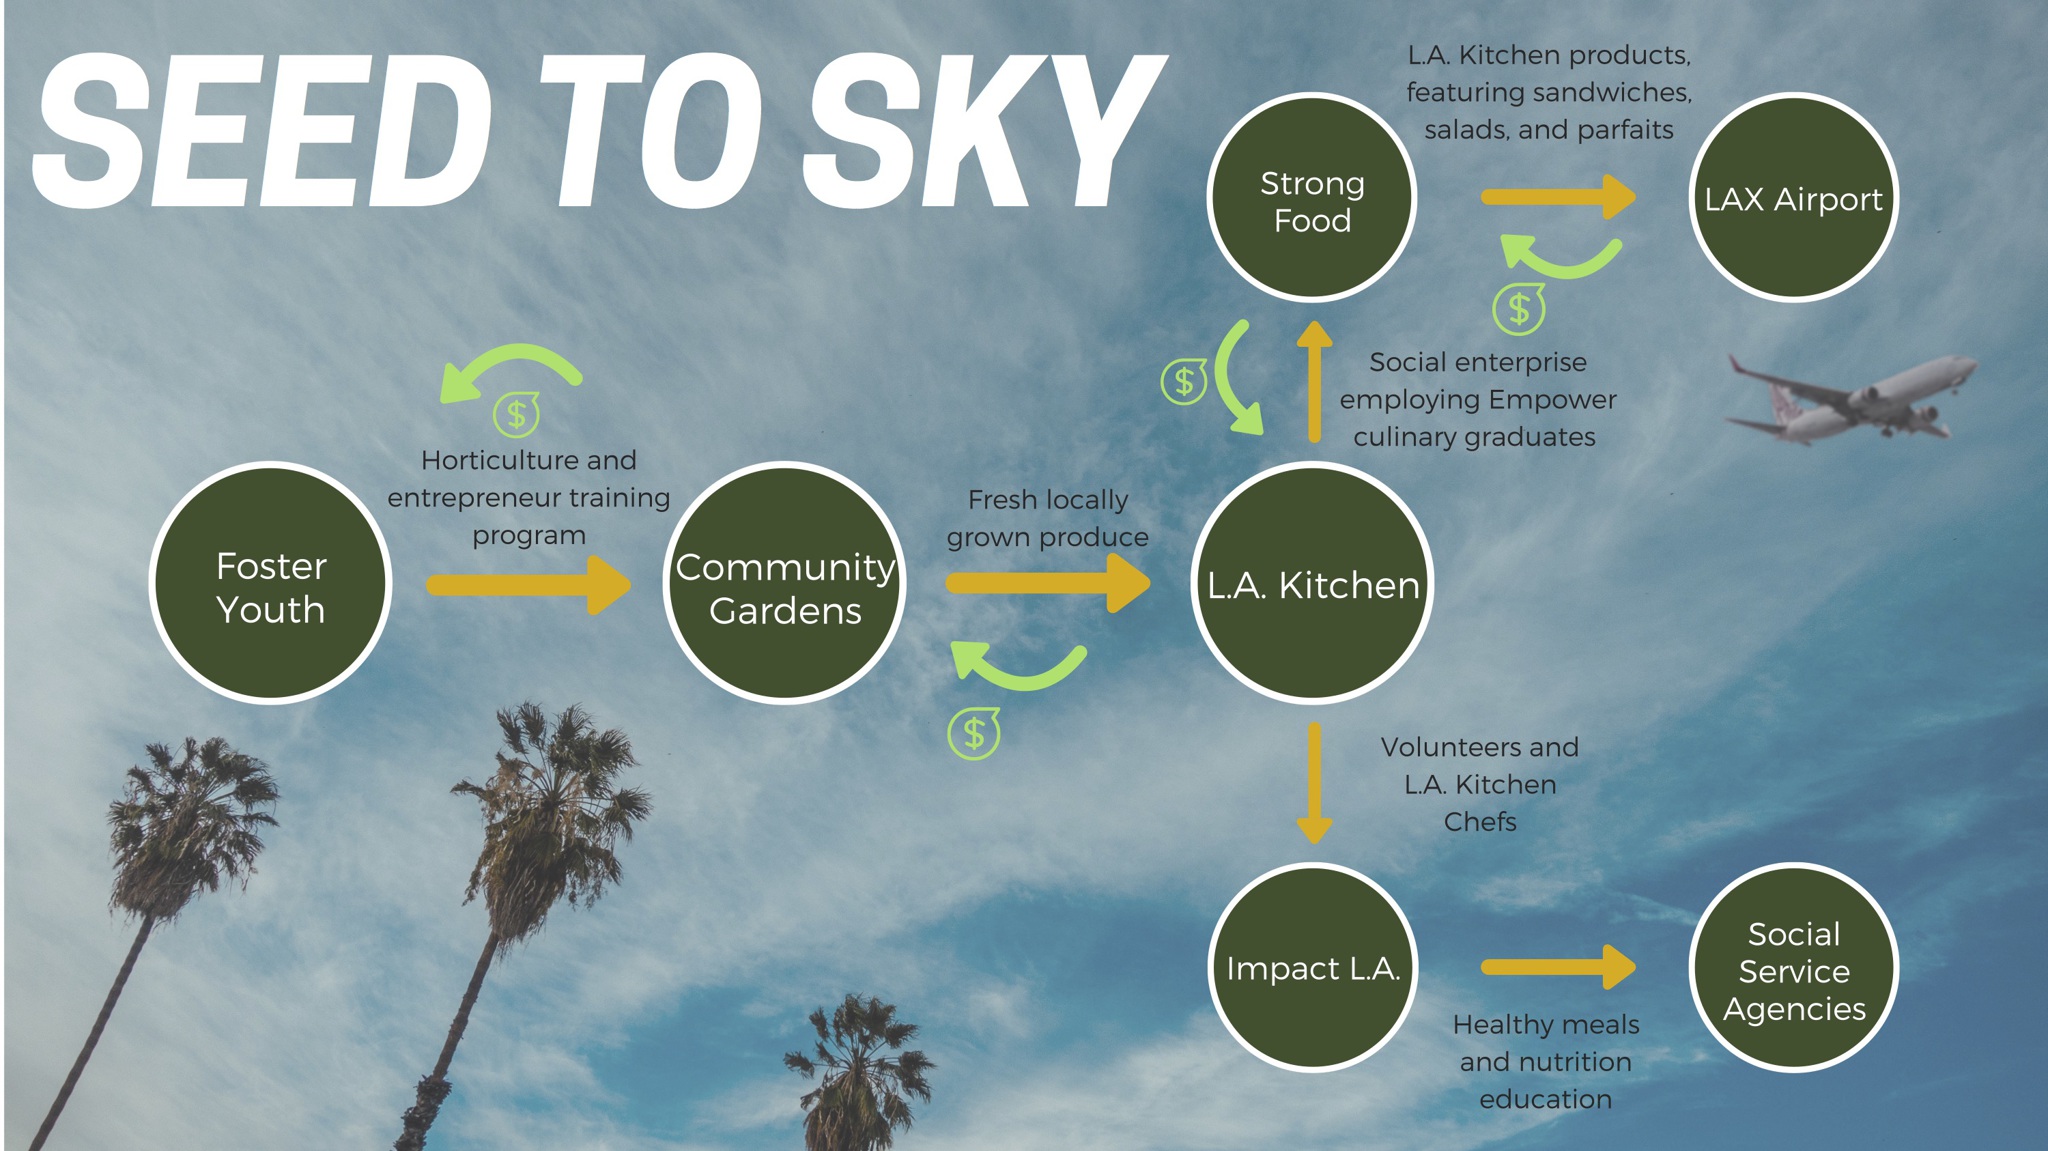 SEED TO SKY
L.A. Kitchen products,
featuring sandwiches,
salads, and parfaits
Strong
Food
LAX Airport
$
$
Social enterprise
employing Empower
culinary graduates
$
Horticulture and
entrepreneur training
program
Foster
Youth
Community
Gardens
Fresh locally
grown produce
L.A. Kitchen
$
Volunteers and
L.A. Kitchen
Chefs
Impact L.A.
Social
Service
Agencies
Healthy meals
and nutrition
education